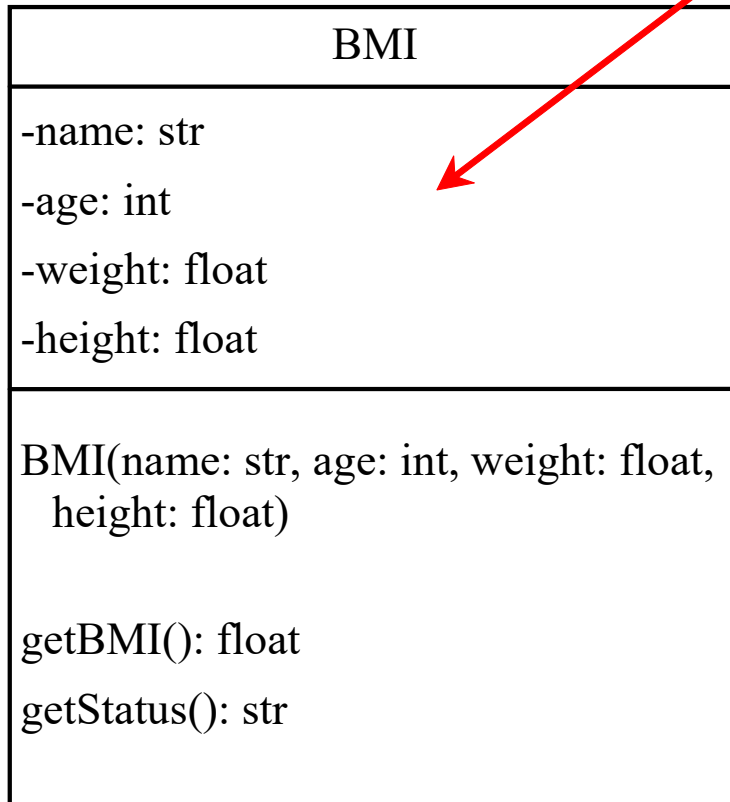 BMI
-name: str
-age: int
-weight: float
-height: float
BMI(name: str, age: int, weight: float,
height: float)
getBMI(): float
getStatus(): str